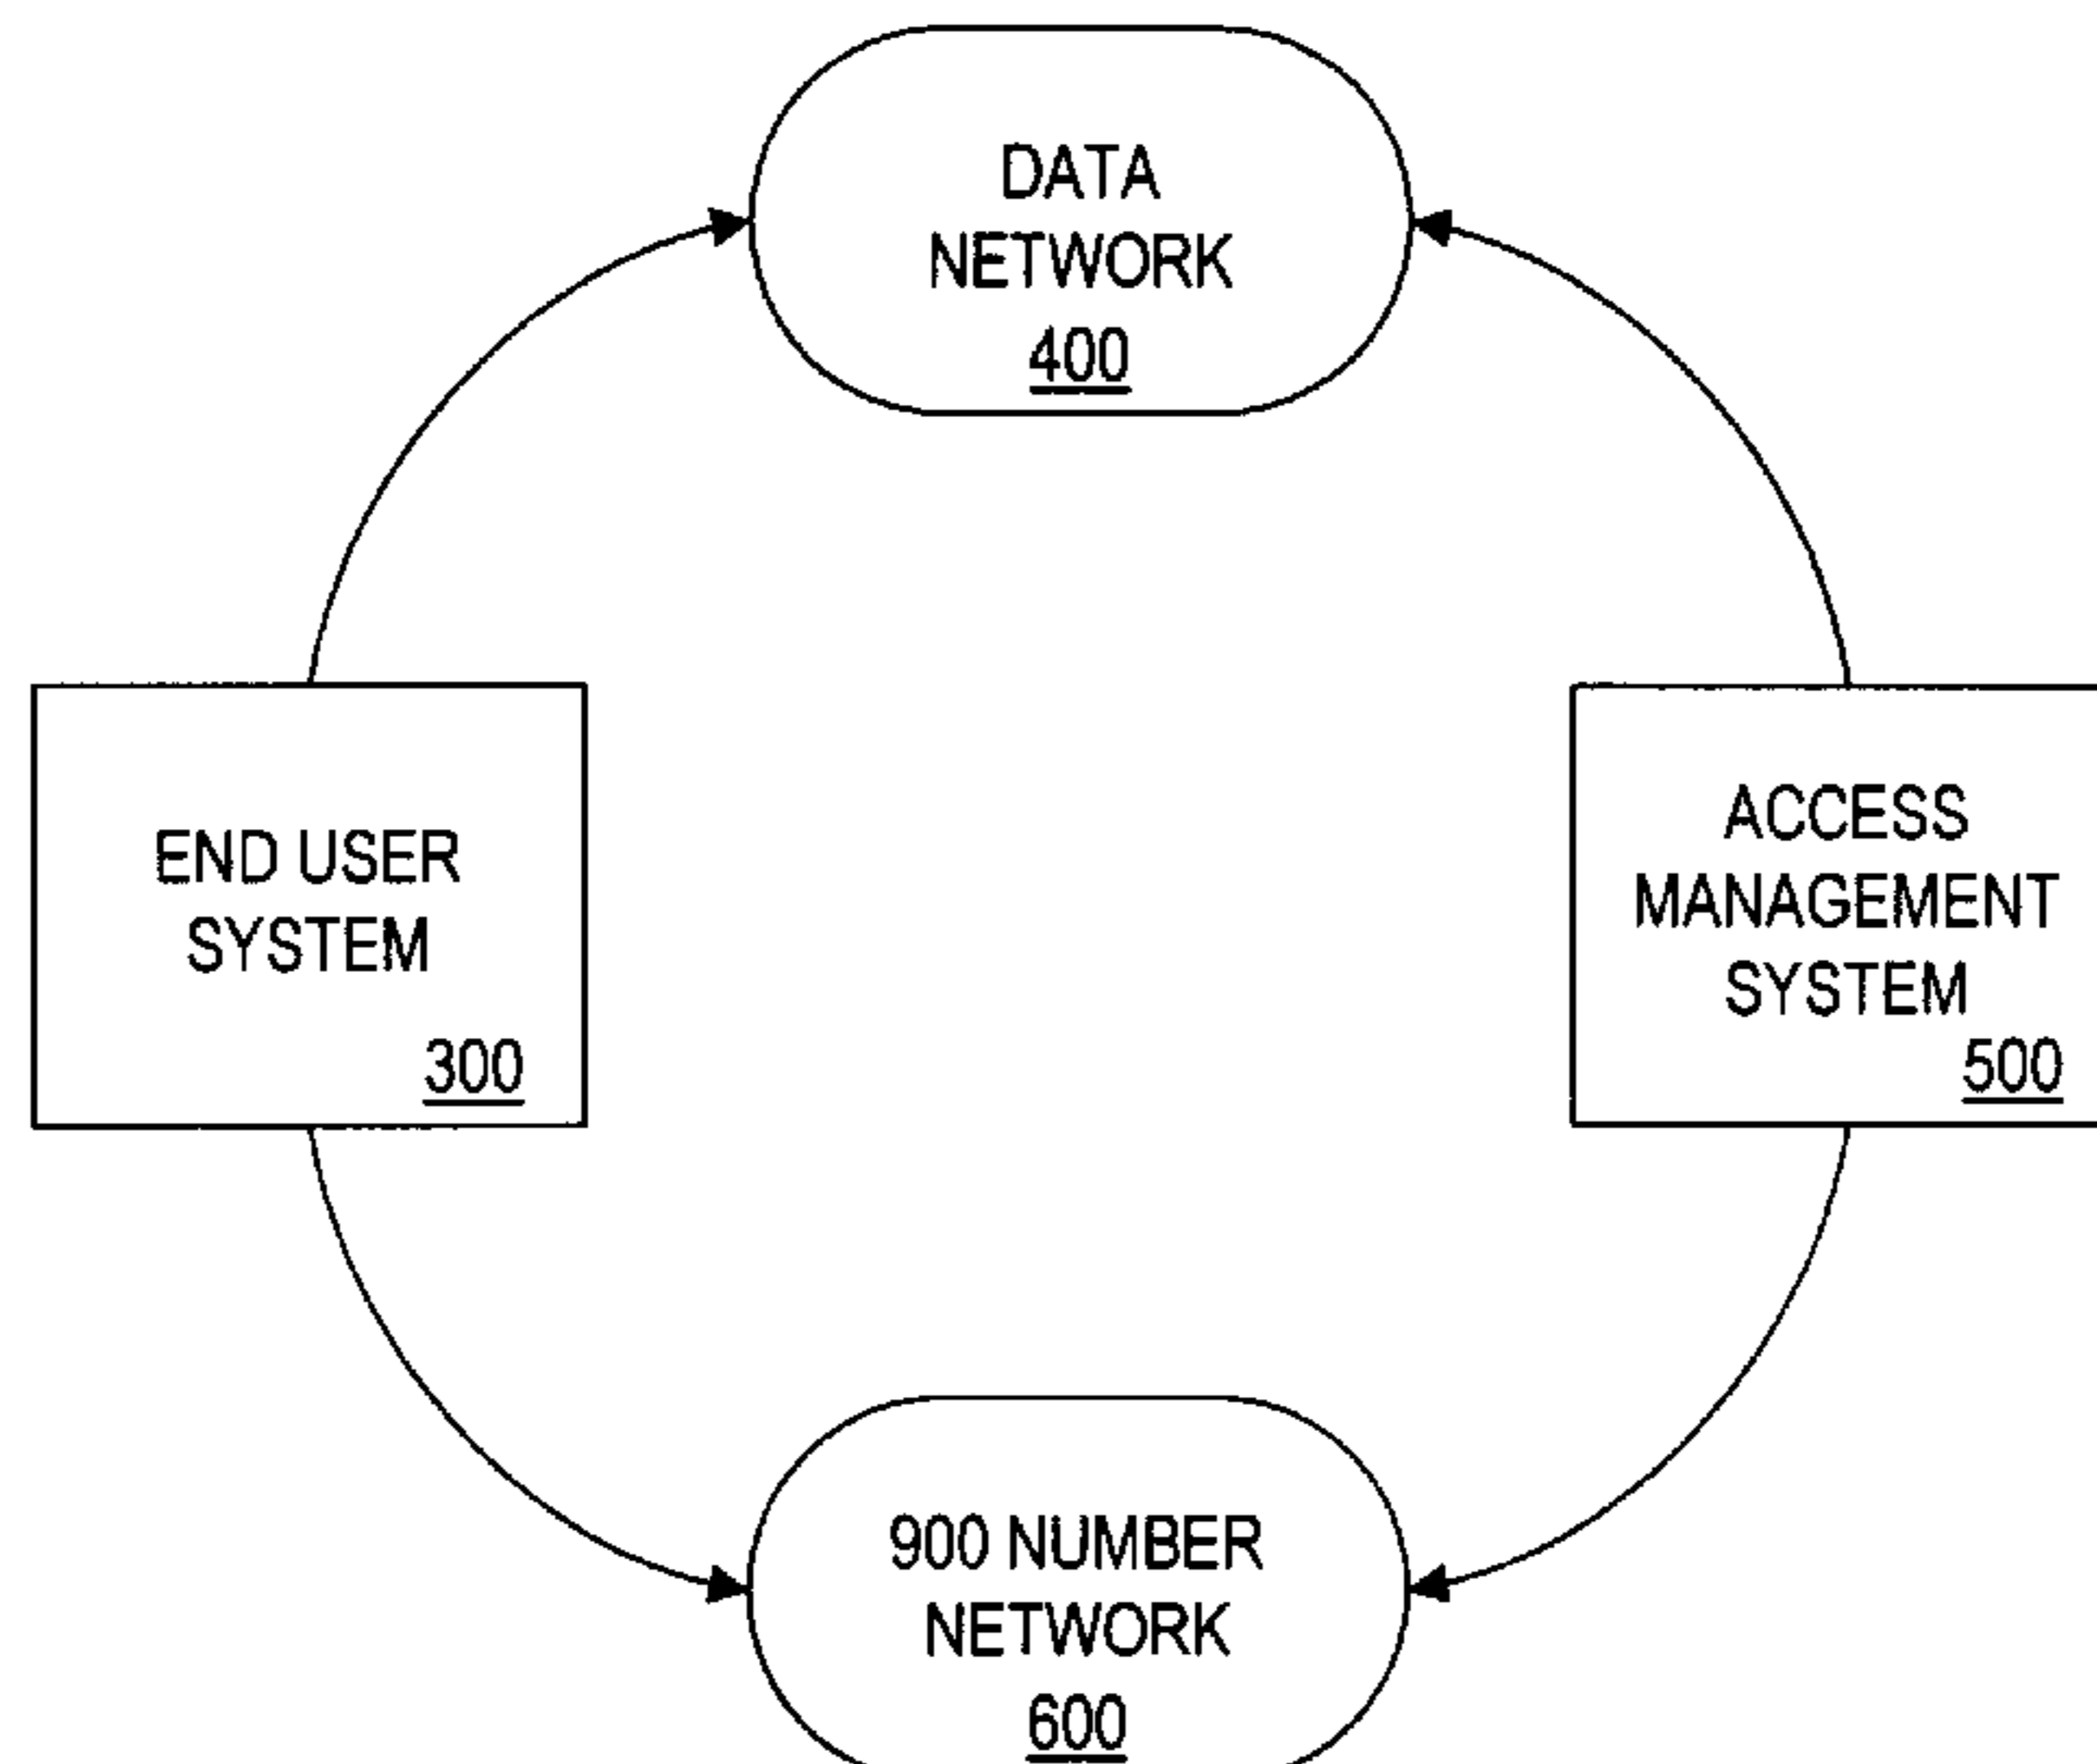 DATA
NETWORK
400
END USER
SYSTEM
300
ACCESS
MANAGEMENT
SYSTEM
500
900 NUMBER
NETWORK
600